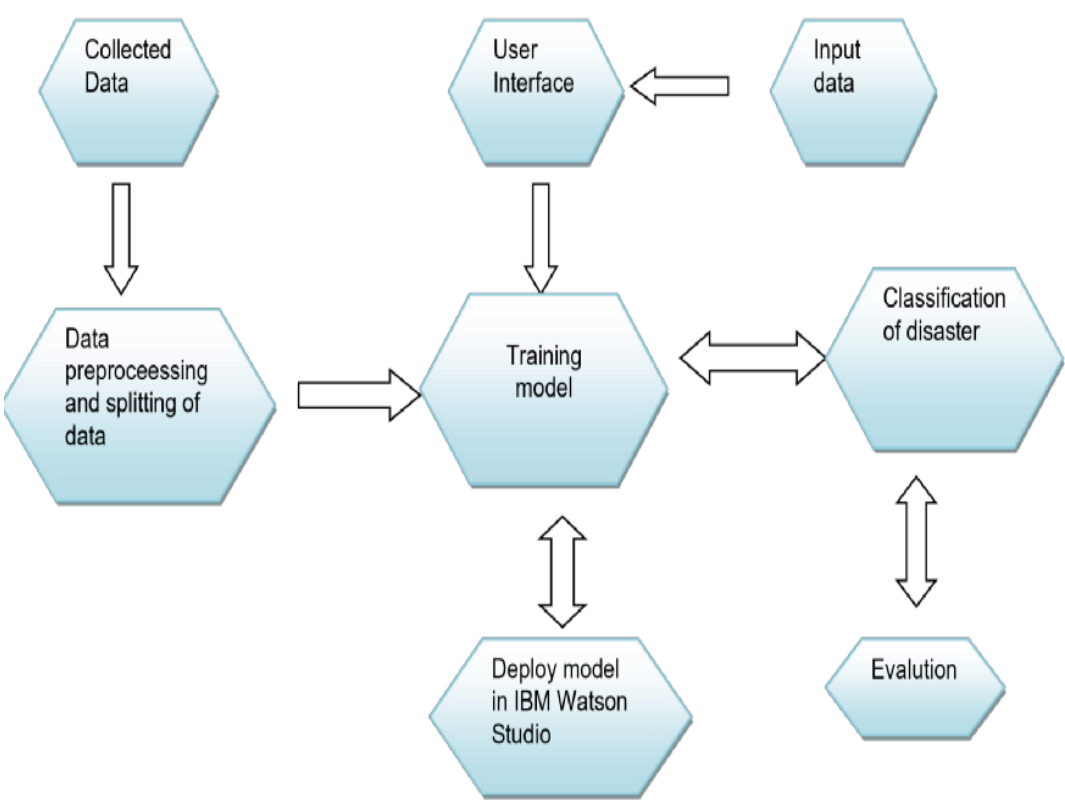 Collected
Data
User
Interface
Input
data
Data
preproceessing
and splitting of
data
Training
model
Classification
of disaster
Deploy model
in IBM Watson
Studio
Evalution